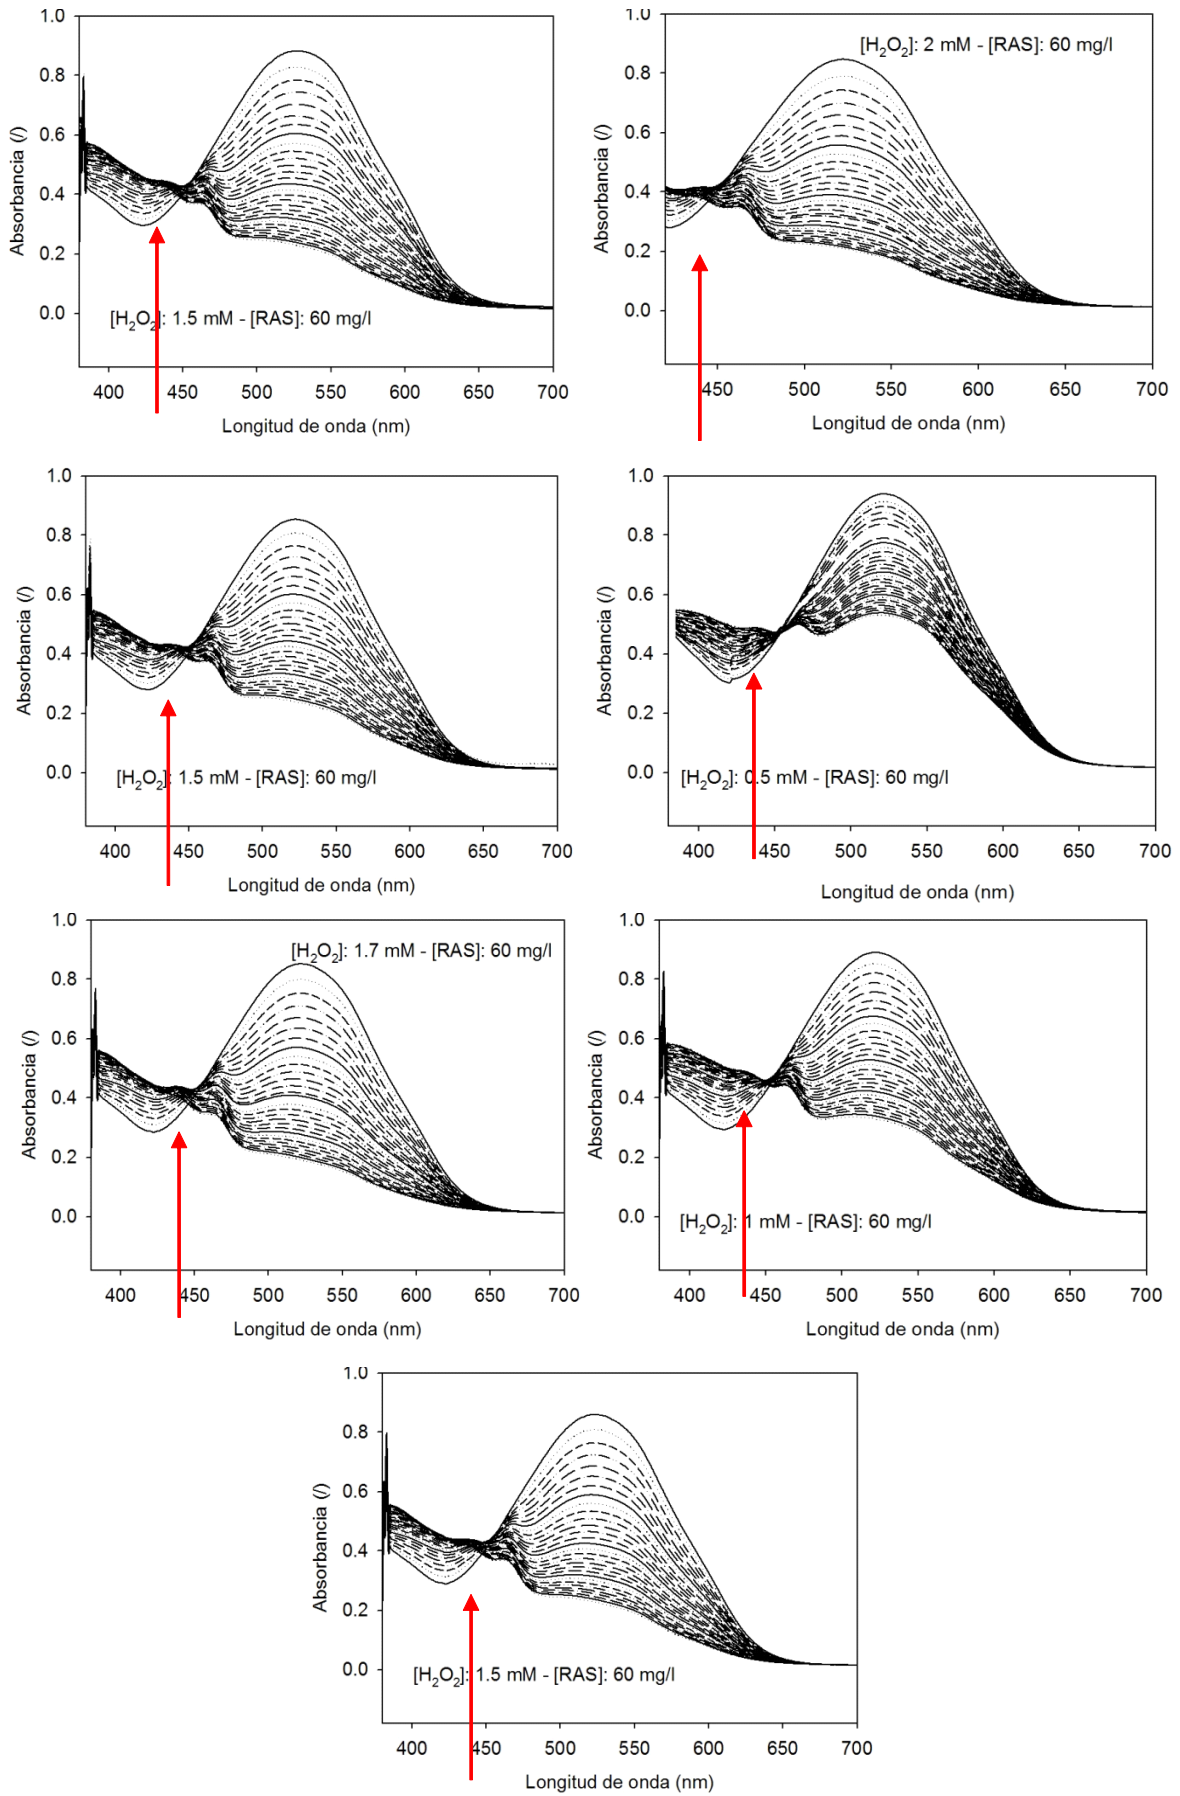 1.0
0.8
0.6
0.4
0.2
0.0
Absorbancia (/)
[H₂O₂]: 1.5 mM - [RAS]: 60 mg/l
400 450 500 550 600 650 700
Longitud de onda (nm)
1.0
0.8
0.6
0.4
0.2
0.0
Absorbancia (/)
[H₂O₂]: 2 mM - [RAS]: 60 mg/l
450 500 550 600 650 700
Longitud de onda (nm)
1.0
0.8
0.6
0.4
0.2
0.0
Absorbancia (/)
[H₂O₂]: 1.5 mM - [RAS]: 60 mg/l
400 450 500 550 600 650 700
Longitud de onda (nm)
1.0
0.8
0.6
0.4
0.2
0.0
Absorbancia (/)
[H₂O₂]: 0.5 mM - [RAS]: 60 mg/l
400 450 500 550 600 650 700
Longitud de onda (nm)
1.0
0.8
0.6
0.4
0.2
0.0
Absorbancia (/)
[H₂O₂]: 1.7 mM - [RAS]: 60 mg/l
400 450 500 550 600 650 700
Longitud de onda (nm)
1.0
0.8
0.6
0.4
0.2
0.0
Absorbancia (/)
[H₂O₂]: 1 mM - [RAS]: 60 mg/l
400 450 500 550 600 650 700
Longitud de onda (nm)
1.0
0.8
0.6
0.4
0.2
0.0
Absorbancia (/)
[H₂O₂]: 1.5 mM - [RAS]: 60 mg/l
400 450 500 550 600 650 700
Longitud de onda (nm)